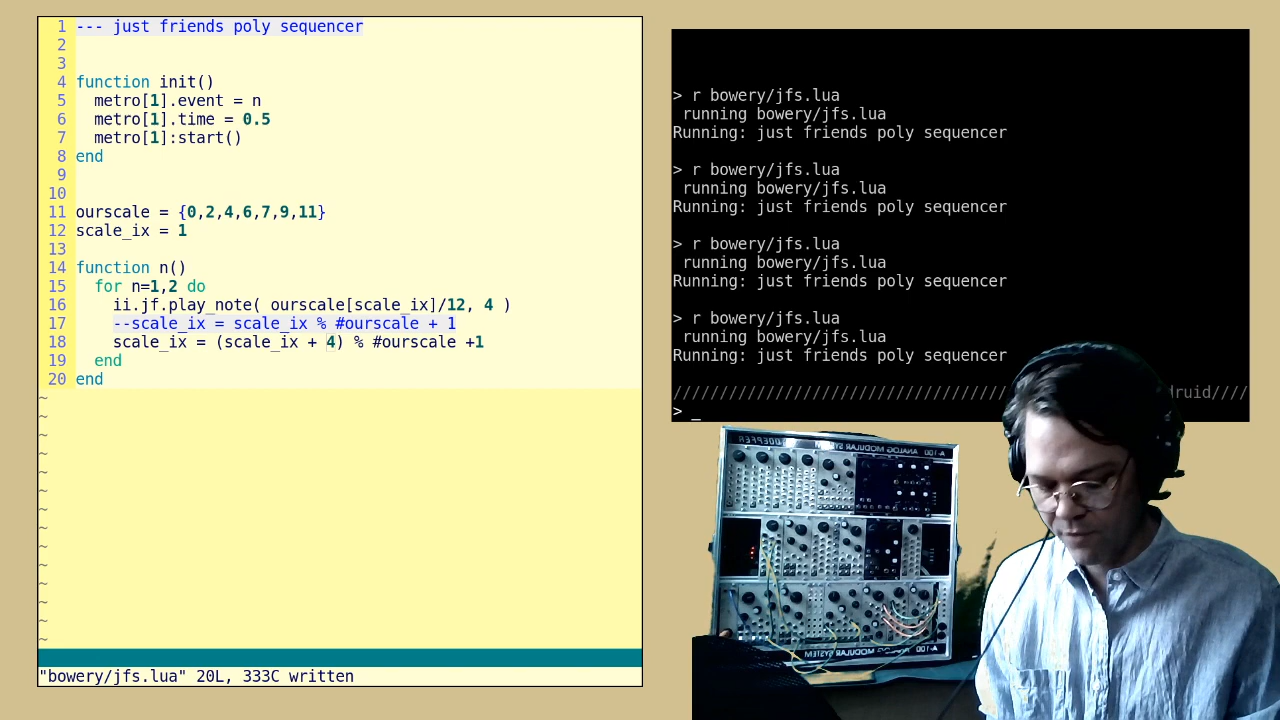 1 --- just friends poly sequencer
2
3
4 function init()
5   metro[1].event = n
6   metro[1].time = 0.5
7   metro[1]:start()
8 end
9
10
11 ourscale = {0,2,4,6,7,9,11}
12 scale_ix = 1
13
14 function n()
15   for n=1,2 do
16     ii.jf.play_note( ourscale[scale_ix]/12, 4 )
17     --scale_ix = scale_ix % #ourscale + 1
18     scale_ix = (scale_ix + 4) % #ourscale +1
19   end
20 end
~
~
~
~
~
~
~
~
~
~
~
~
~
~
"bowery/jfs.lua" 20L, 333C written
> r bowery/jfs.lua
 running bowery/jfs.lua
Running: just friends poly sequencer
> r bowery/jfs.lua
 running bowery/jfs.lua
Running: just friends poly sequencer
> r bowery/jfs.lua
 running bowery/jfs.lua
Running: just friends poly sequencer
> r bowery/jfs.lua
 running bowery/jfs.lua
Running: just friends poly sequencer
/////////////////////////////////// druid////
> _
DOEPFER A-100 ANALOG MODULAR SYSTEM
A-100 ANALOG MODULAR SYSTEM